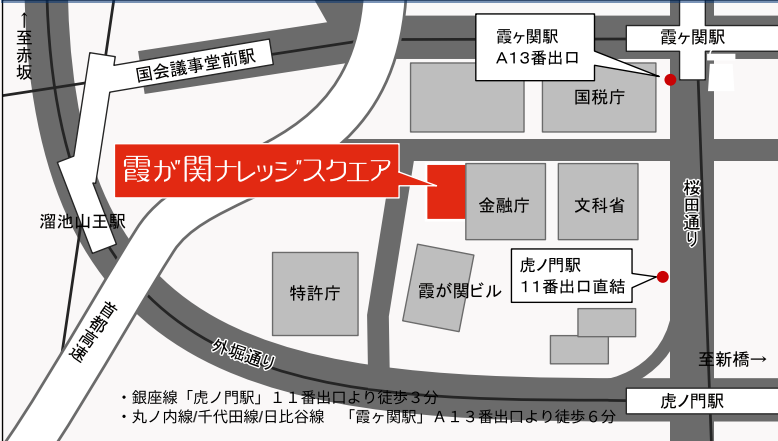 ↑至赤坂
国会議事堂前駅
霞ヶ関駅
A13番出口
霞ヶ関駅
国税庁
霞が関ナレッジスクエア
金融庁
文科省
桜田通り
溜池山王駅
特許庁
霞が関ビル
虎ノ門駅
11番出口直結
首都高速
外堀通り
至新橋→
虎ノ門駅
・銀座線「虎ノ門駅」１１番出口より徒歩３分
・丸ノ内線/千代田線/日比谷線　「霞ヶ関駅」Ａ１３番出口より徒歩６分